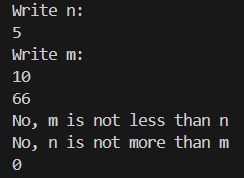 Write n:
5
Write m:
10
66
No, m is not less than n
No, n is not more than m
0